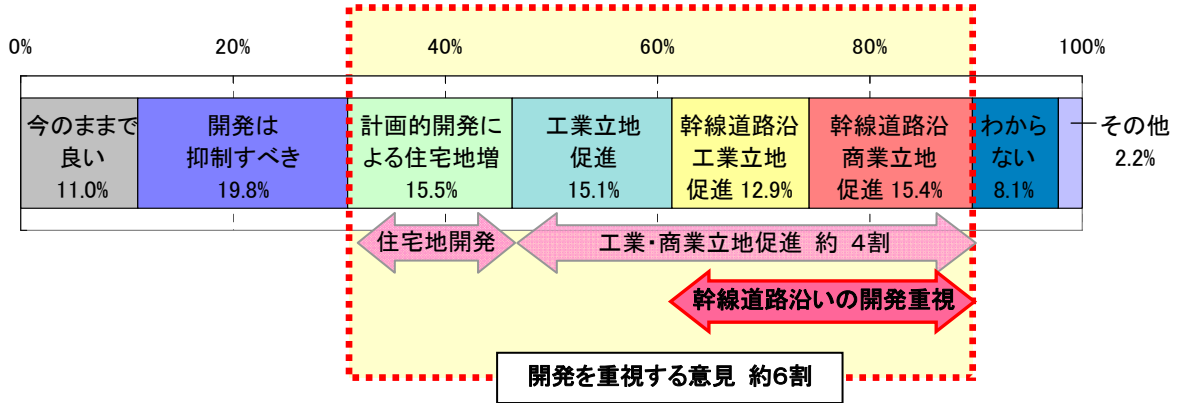 0% 20% 40% 60% 80% 100%
今のままで
良い
11.0%
開発は
抑制すべき
19.8%
計画的開発に
よる住宅地増
15.5%
工業立地
促進
15.1%
幹線道路沿
工業立地
促進 12.9%
幹線道路沿
商業立地
促進 15.4%
わから
ない
8.1%
その他
2.2%
住宅地開発
工業・商業立地促進 約 4割
幹線道路沿いの開発重視
開発を重視する意見 約6割